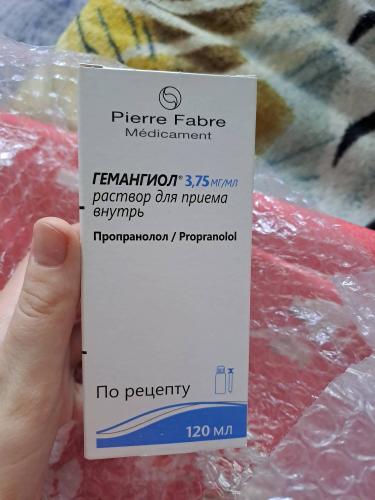 Pierre Fabre
Médicament
ГЕМАНГИОЛ® 3,75 МГ/МЛ
раствор для приема
внутрь
Пропранолол / Propranolol
По рецепту
120 мл